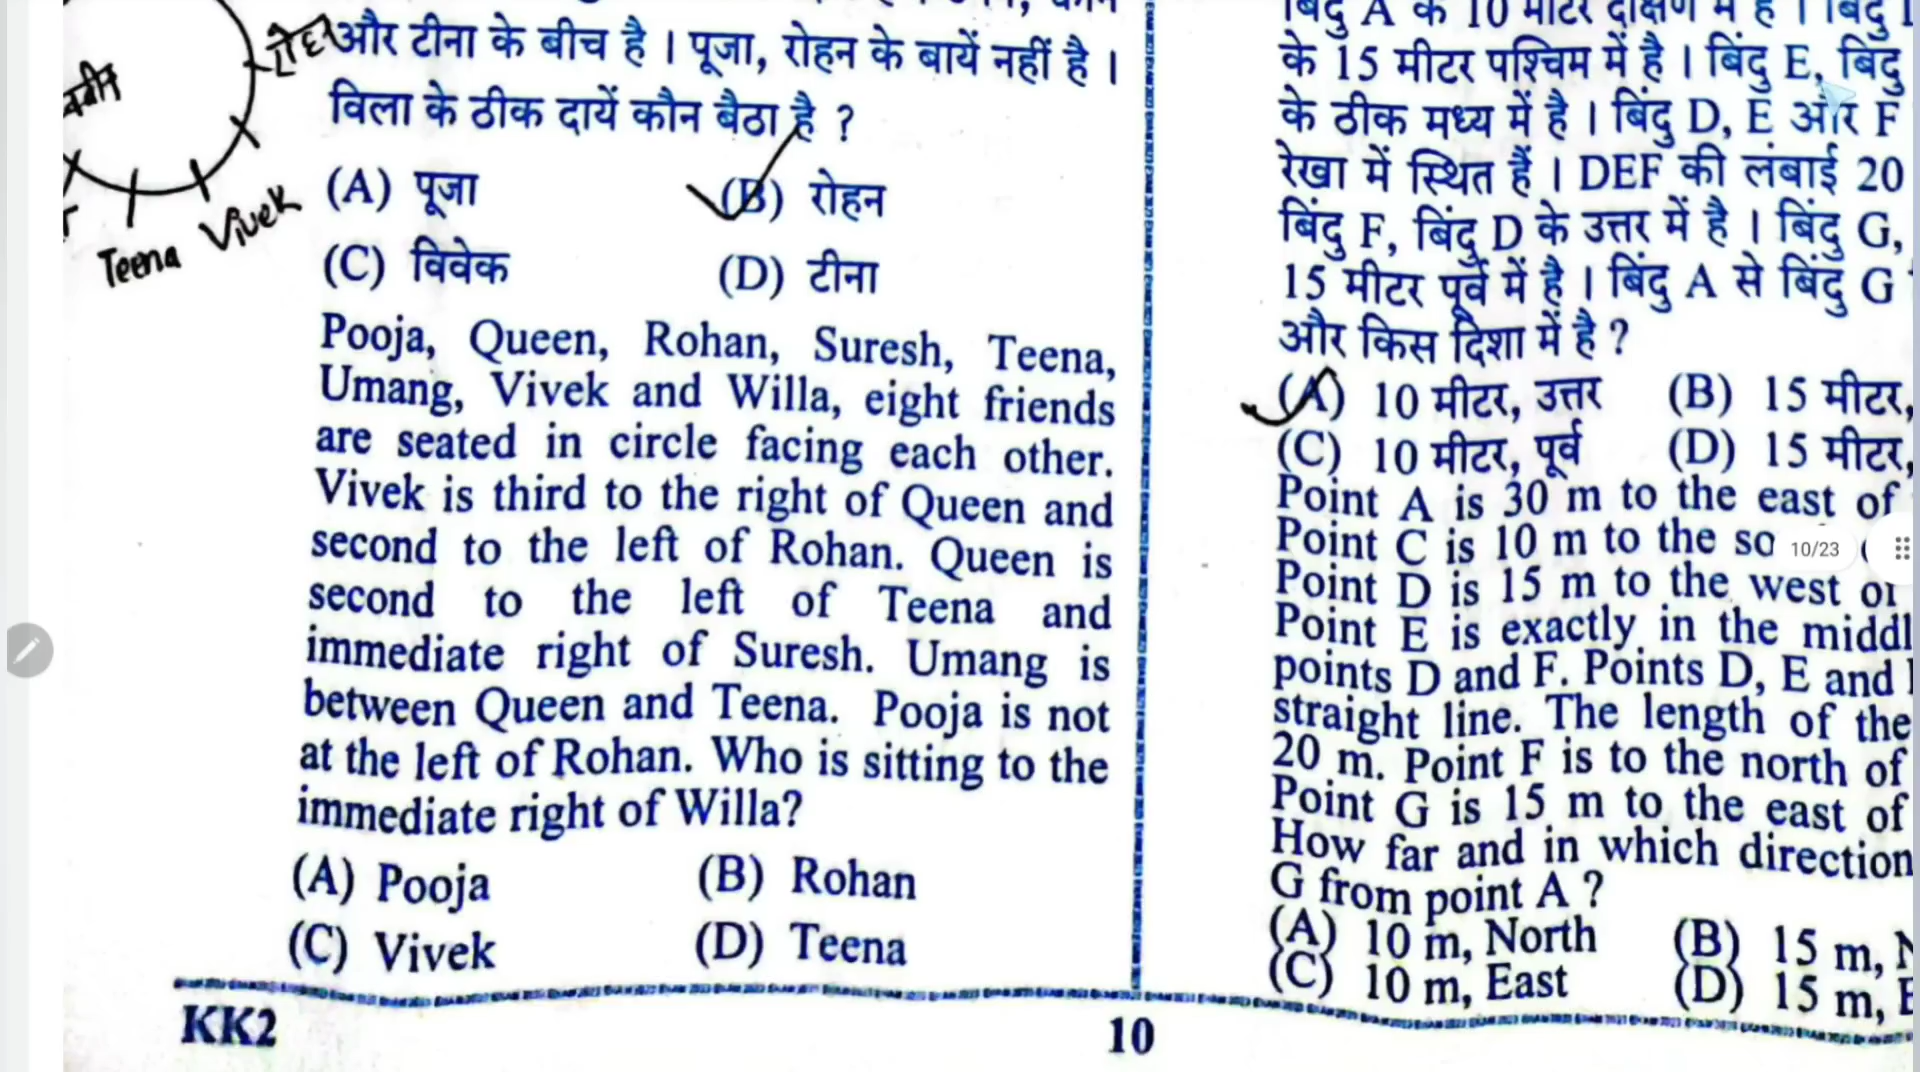 और टीना के बीच है । पूजा, रोहन के बायें नहीं है ।
विला के ठीक दायें कौन बैठा है ?
(A) पूजा (B) रोहन
(C) विवेक (D) टीना
Teena Vivek
Pooja, Queen, Rohan, Suresh, Teena,
Umang, Vivek and Willa, eight friends
are seated in circle facing each other.
Vivek is third to the right of Queen and
second to the left of Rohan. Queen is
second to the left of Teena and
immediate right of Suresh. Umang is
between Queen and Teena. Pooja is not
at the left of Rohan. Who is sitting to the
immediate right of Willa?
(A) Pooja (B) Rohan
(C) Vivek (D) Teena
KK2
10
बिंदु A के 10 मीटर दक्षिण में है ।
के 15 मीटर पश्चिम में है । बिंदु E, बिंदु
के ठीक मध्य में है । बिंदु D, E और F
रेखा में स्थित हैं । DEF की लंबाई 20
बिंदु F, बिंदु D के उत्तर में है । बिंदु G,
15 मीटर पूर्व में है । बिंदु A से बिंदु G
और किस दिशा में है ?
(A) 10 मीटर, उत्तर (B) 15 मीटर,
(C) 10 मीटर, पूर्व (D) 15 मीटर,
Point A is 30 m to the east of
Point C is 10 m to the so
10/23
Point D is 15 m to the west of
Point E is exactly in the middl
points D and F. Points D, E and
straight line. The length of the
20 m. Point F is to the north of
Point G is 15 m to the east of
How far and in which direction
G from point A ?
(A) 10 m, North (B) 15 m, N
(C) 10 m, East (D) 15 m, E